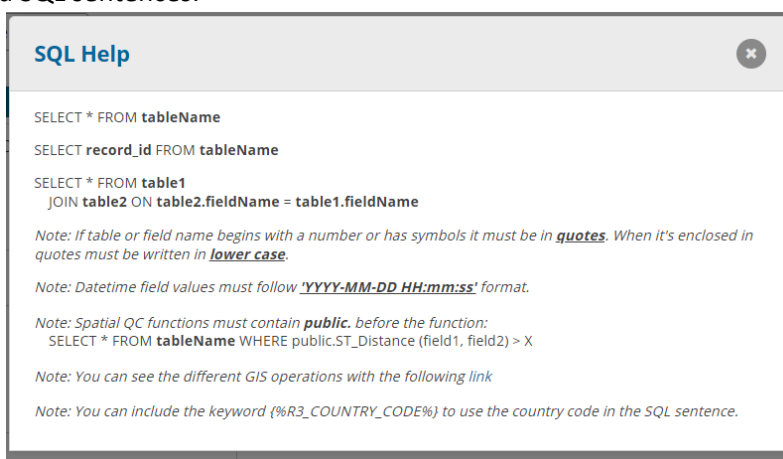 SQL Help
SELECT * FROM tableName
SELECT record_id FROM tableName
SELECT * FROM table1
JOIN table2 ON table2.fieldName = table1.fieldName
Note: If table or field name begins with a number or has symbols it must be in quotes. When it's enclosed in
quotes must be written in lower case.
Note: Datetime field values must follow 'YYYY-MM-DD HH:mm:ss' format.
Note: Spatial QC functions must contain public. before the function:
SELECT * FROM tableName WHERE public.ST_Distance (field1, field2) > X
Note: You can see the different GIS operations with the following link
Note: You can include the keyword {%R3_COUNTRY_CODE%} to use the country code in the SQL sentence.